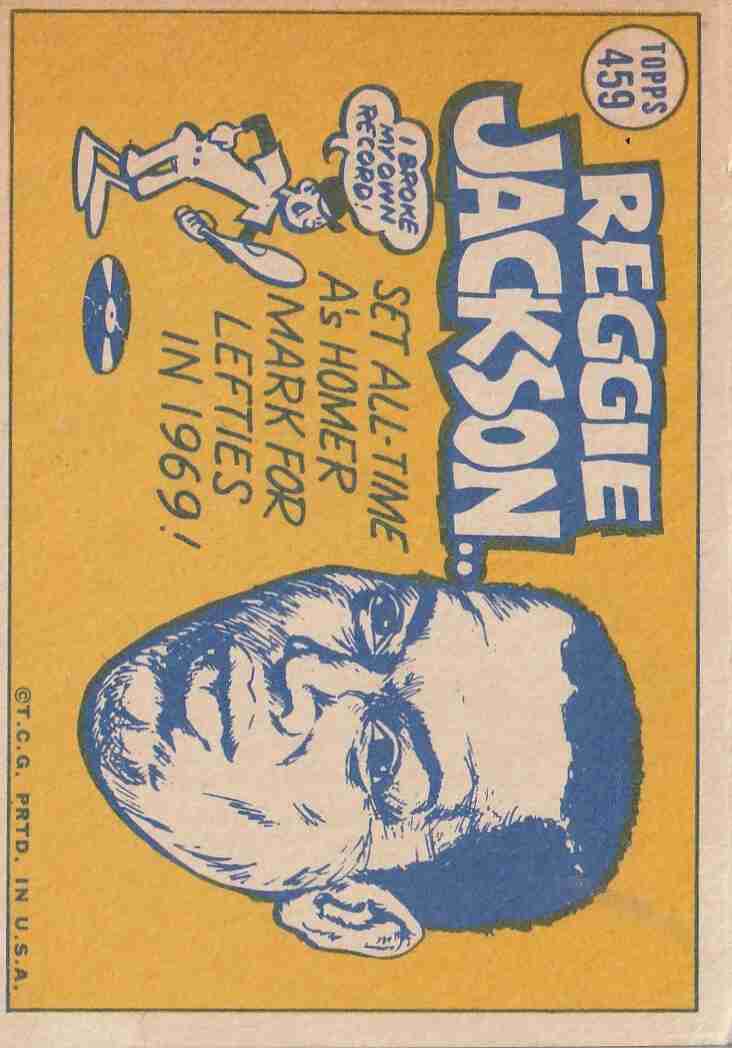 TOPPS
459
REGGIE
JACKSON...
I BROKE
MY OWN
RECORD!
SET ALL-TIME
A's HOMER
MARK FOR
LEFTIES
IN 1969!
©T.C.G. PRTD. IN U.S.A.